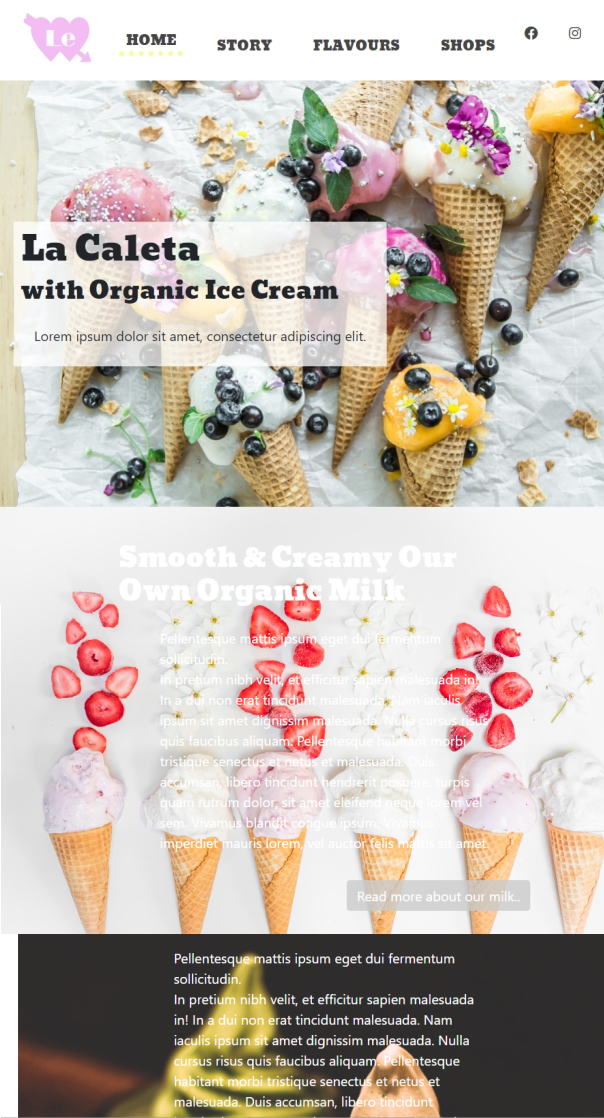 Le
HOME
STORY
FLAVOURS
SHOPS
La Caleta
with Organic Ice Cream
Lorem ipsum dolor sit amet, consectetur adipiscing elit.
Smooth & Creamy Our
Own Organic Milk
Pellentesque mattis ipsum eget dui fermentum
sollicitudin.
In pretium nibh velit, et efficitur sapien malesuada in!
In a dui non erat tincidunt malesuada. Nam iaculis
ipsum sit amet dignissim malesuada. Nulla cursus risus
quis faucibus aliquam. Pellentesque habitant morbi
tristique senectus et netus et malesuada. Duis
accumsan, libero tincidunt hendrerit posuere, turpis
quam rutrum dolor, sit amet eleifend neque lorem vel
sem. Vivamus blandit congue ipsum. Vivamus
imperdiet mauris lorem, vel auctor felis mattis sit amet.
Read more about our milk..
Pellentesque mattis ipsum eget dui fermentum
sollicitudin.
In pretium nibh velit, et efficitur sapien malesuada
in! In a dui non erat tincidunt malesuada. Nam
iaculis ipsum sit amet dignissim malesuada. Nulla
cursus risus quis faucibus aliquam. Pellentesque
habitant morbi tristique senectus et netus et
malesuada. Duis accumsan, libero tincidunt